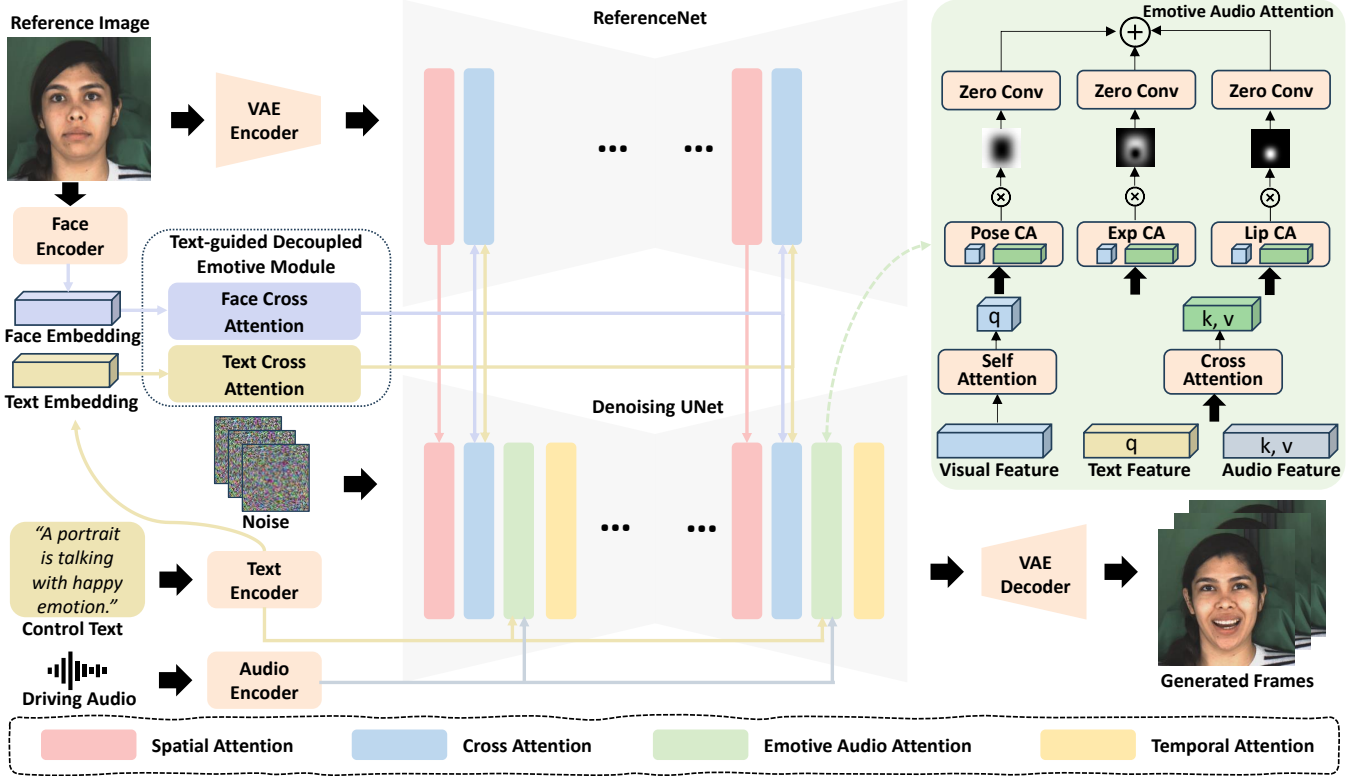 Reference Image
VAE
Encoder
ReferenceNet
Face
Encoder
Text-guided Decoupled
Emotive Module
Face Cross
Attention
Face Embedding
Text Cross
Attention
Text Embedding
Noise
Denoising UNet
“A portrait
is talking
with happy
emotion.”
Control Text
Text
Encoder
Driving Audio
Audio
Encoder
Emotive Audio Attention
Zero Conv
Zero Conv
Zero Conv
Pose CA
Exp CA
Lip CA
q
k, v
Self
Attention
Cross
Attention
q
k, v
Visual Feature
Text Feature
Audio Feature
VAE
Decoder
Generated Frames
Spatial Attention
Cross Attention
Emotive Audio Attention
Temporal Attention